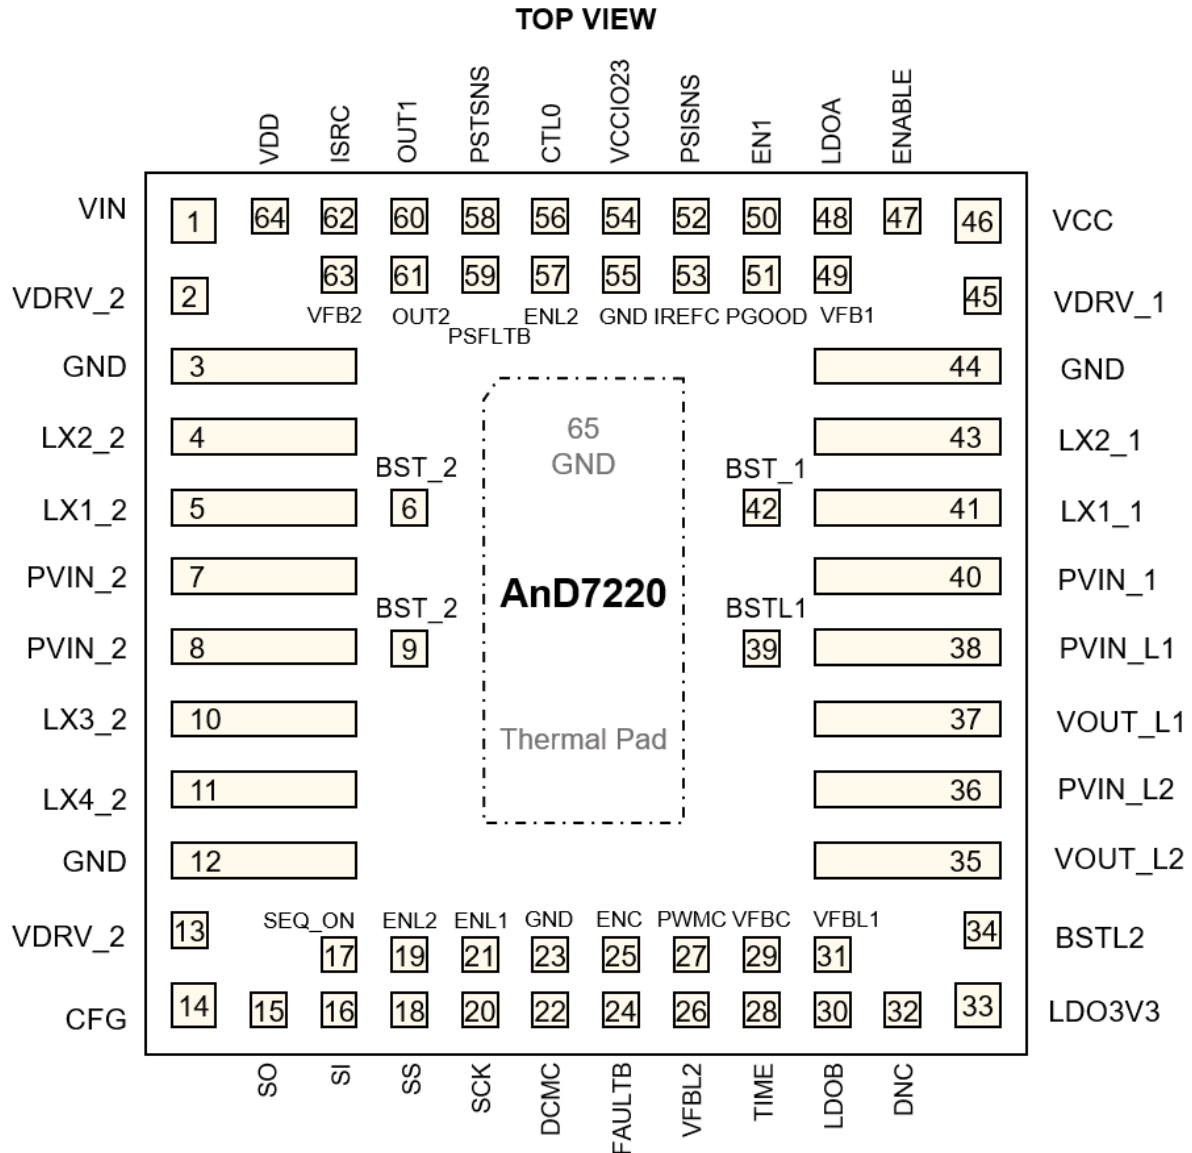 TOP VIEW
VDD ISRC OUT1 PSTSNS CTL0 VCCIO23 PSISNS EN1 LDOA ENABLE
VIN 1 64 62 60 58 56 54 52 50 48 47 46 VCC
VDRV_2 2 63 61 59 57 55 53 51 49 45 VDRV_1
VFB2 OUT2 PSFLTB ENL2 GND IREFC PGOOD VFB1
GND 3 44 GND
65
GND
LX2_2 4 43 LX2_1
BST_2 BST_1
LX1_2 5 6 42 41 LX1_1
PVIN_2 7 AnD7220 40 PVIN_1
BST_2 BSTL1
PVIN_2 8 9 39 38 PVIN_L1
LX3_2 10 37 VOUT_L1
Thermal Pad
LX4_2 11 36 PVIN_L2
GND 12 35 VOUT_L2
SEQ_ON ENL2 ENL1 GND ENC PWMC VFBC VFBL1
VDRV_2 13 17 19 21 23 25 27 29 31 34 BSTL2
CFG 14 15 16 18 20 22 24 26 28 30 32 33 LDO3V3
SO SI SS SCK DCMC FAULTB VFBL2 TIME LDOB DNC